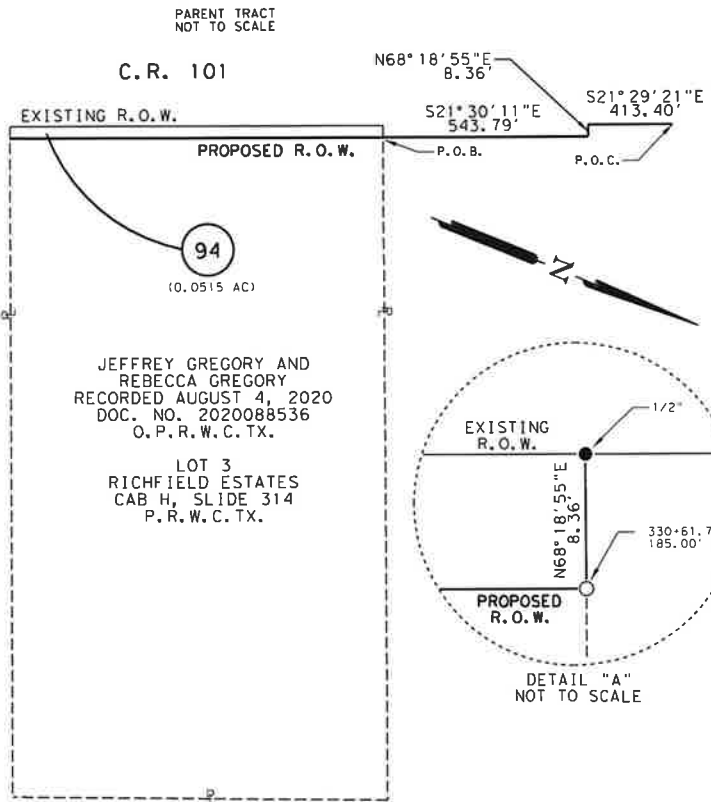 PARENT TRACT
NOT TO SCALE
C.R. 101
N68°18'55"E
8.36'
S21°30'11"E
543.79'
S21°29'21"E
413.40'
EXISTING R.O.W.
PROPOSED R.O.W.
P.O.B.
P.O.C.
94
(0.0515 AC)
N
JEFFREY GREGORY AND
REBECCA GREGORY
RECORDED AUGUST 4, 2020
DOC. NO. 2020088536
O.P.R.W.C.TX.
LOT 3
RICHFIELD ESTATES
CAB H, SLIDE 314
P.R.W.C.TX.
EXISTING
R.O.W.
1/2"
N68°18'55"E
8.36'
330+61.7
185.00'
PROPOSED
R.O.W.
DETAIL "A"
NOT TO SCALE